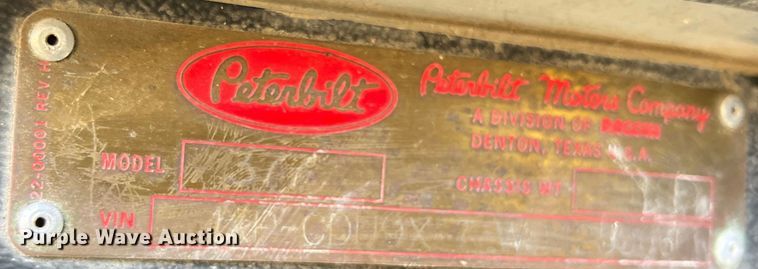 22-00001 REV. H
Peterbilt
Peterbilt Motors Company
A DIVISION OF PACCAR
DENTON, TEXAS U.S.A.
MODEL
CHASSIS WT
VIN
Purple Wave Auction